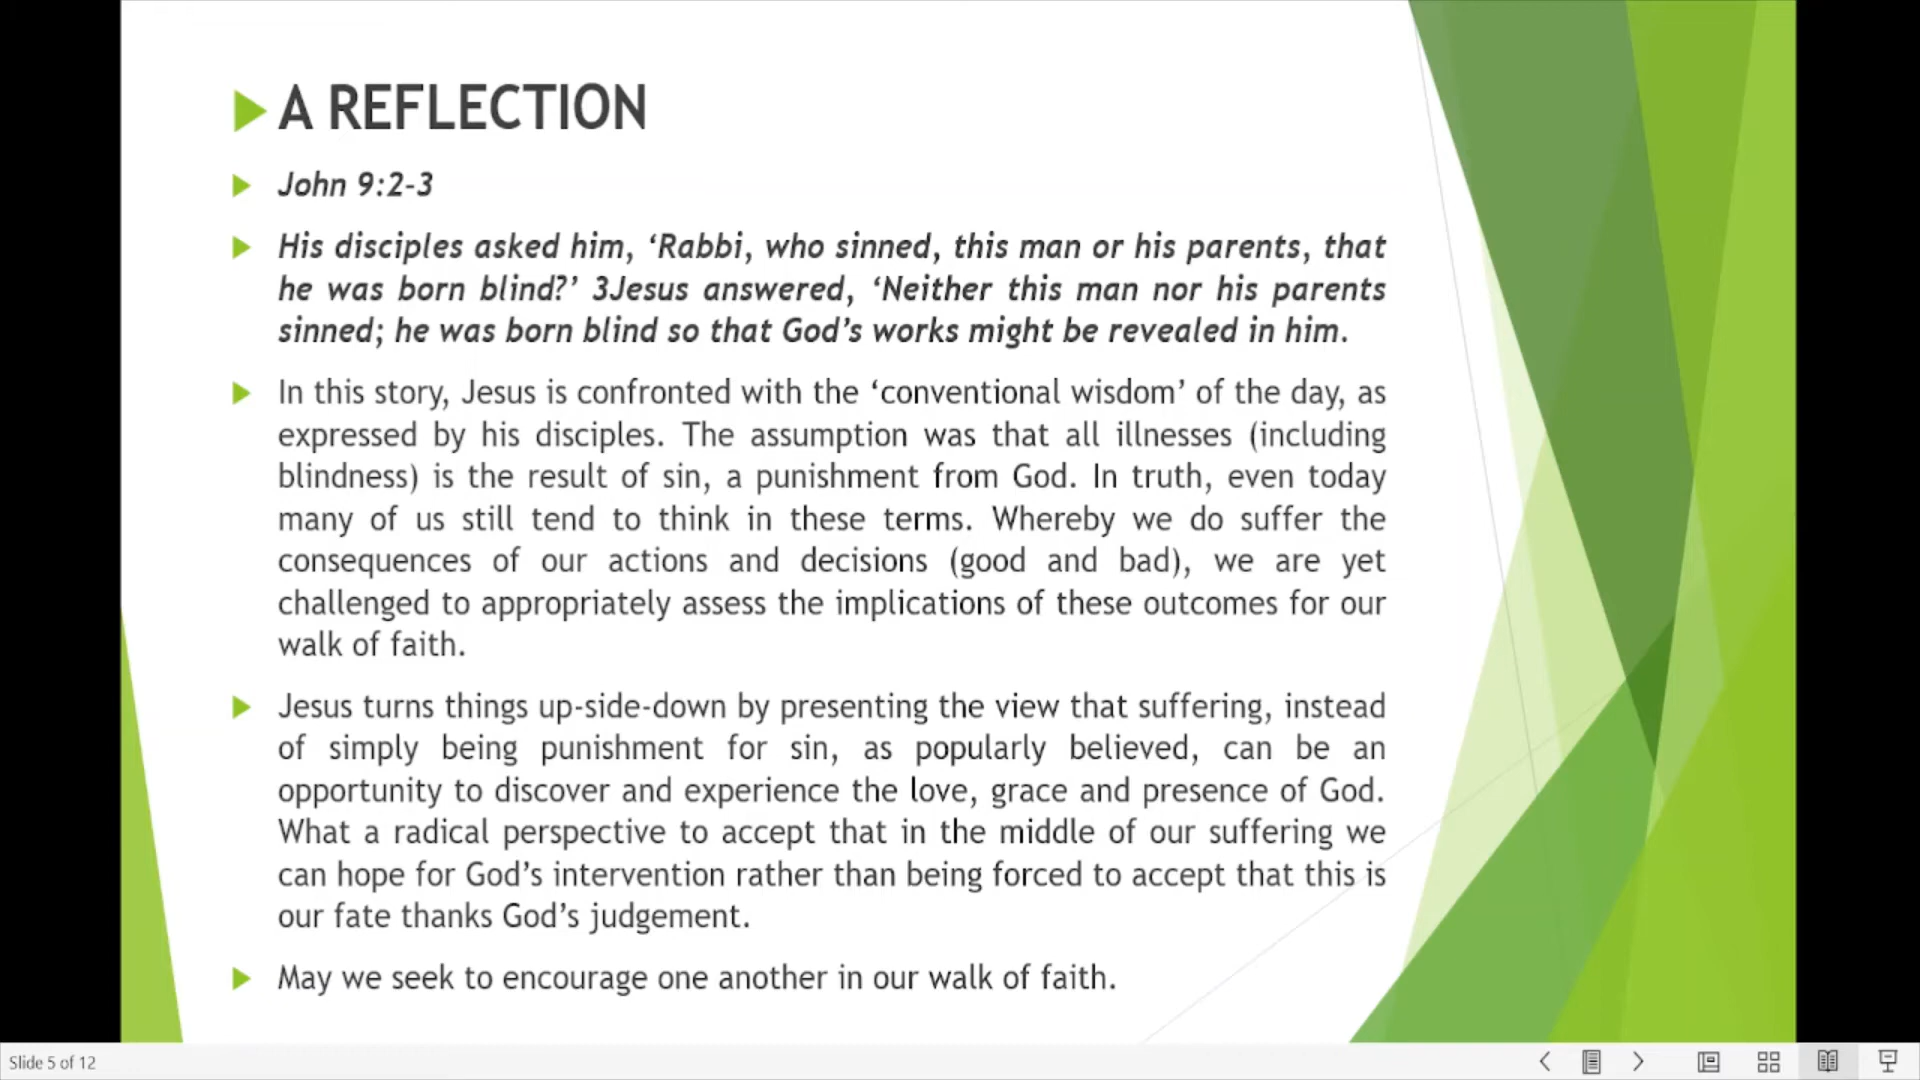 A REFLECTION
John 9:2-3
His disciples asked him, ‘Rabbi, who sinned, this man or his parents, that
he was born blind?’ 3Jesus answered, ‘Neither this man nor his parents
sinned; he was born blind so that God’s works might be revealed in him.
In this story, Jesus is confronted with the ‘conventional wisdom’ of the day, as
expressed by his disciples. The assumption was that all illnesses (including
blindness) is the result of sin, a punishment from God. In truth, even today
many of us still tend to think in these terms. Whereby we do suffer the
consequences of our actions and decisions (good and bad), we are yet
challenged to appropriately assess the implications of these outcomes for our
walk of faith.
Jesus turns things up-side-down by presenting the view that suffering, instead
of simply being punishment for sin, as popularly believed, can be an
opportunity to discover and experience the love, grace and presence of God.
What a radical perspective to accept that in the middle of our suffering we
can hope for God’s intervention rather than being forced to accept that this is
our fate thanks God’s judgement.
May we seek to encourage one another in our walk of faith.
Slide 5 of 12